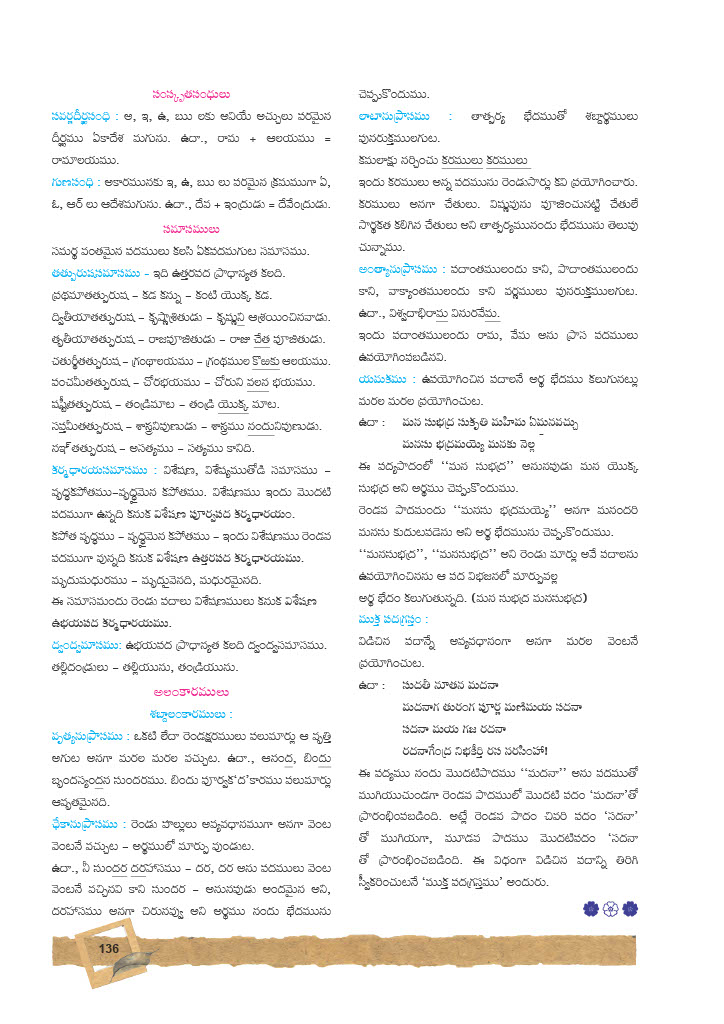 సంస్కృతసంధులు
సవర్ణదీర్ఘసంధి : అ, ఇ, ఉ, ఋ లకు అవియే అచ్చులు పరమైన
దీర్ఘము ఏకాదేశ మగును. ఉదా., రామ + ఆలయము =
రామాలయము.
గుణసంధి : అకారమునకు ఇ, ఉ, ఋ లు పరమైన క్రమముగా ఏ,
ఓ, ఆర్ లు ఆదేశమగును. ఉదా., దేవ + ఇంద్రుడు = దేవేంద్రుడు.
సమాసములు
సమర్థ వంతమైన పదములు కలసి ఏకపదమగుట సమాసము.
తత్పురుషసమాసము - ఇది ఉత్తరపద ప్రాధాన్యత కలది.
ప్రథమాతత్పురుష – కడ కన్ను – కంటి యొక్క కడ.
ద్వితీయాతత్పురుష – కృష్ణాశ్రితుడు – కృష్ణుని ఆశ్రయించినవాడు.
తృతీయాతత్పురుష – రాజపూజితుడు – రాజు చేత పూజితుడు.
చతుర్థీతత్పురుష – గ్రంథాలయము – గ్రంథముల కొఱకు ఆలయము.
పంచమీతత్పురుష – చోరభయము – చోరుని వలన భయము.
షష్ఠీతత్పురుష – తండ్రిమాట – తండ్రి యొక్క మాట.
సప్తమీతత్పురుష – శాస్త్రనిపుణుడు – శాస్త్రము నందునిపుణుడు.
నఞ్ తత్పురుష – అసత్యము – సత్యము కానిది.
కర్మధారయసమాసము : విశేషణ, విశేష్యముతోడి సమాసము –
వృద్ధకపోతము–వృద్ధమైన కపోతము. విశేషణము ఇందు మొదటి
పదముగా ఉన్నది కనుక విశేషణ పూర్వపద కర్మధారయం.
కపోత వృద్ధము – వృద్ధమైన కపోతము – ఇందు విశేషణము రెండవ
పదముగా వున్నది కనుక విశేషణ ఉత్తరపద కర్మధారయము.
మృదుమధురము – మృదువైనది, మధురమైనది.
ఈ సమాసమందు రెండు పదాలు విశేషణములు కనుక విశేషణ
ఉభయపద కర్మధారయము.
ద్వంద్వమాసము: ఉభయపద ప్రాధాన్యత కలది ద్వంద్వసమాసము.
తల్లిదండ్రులు – తల్లియును, తండ్రియును.
అలంకారములు
శబ్దాలంకారములు :
వృత్యనుప్రాసము : ఒకటి లేదా రెండక్షరములు పలుమార్లు ఆ వృత్తి
అగుట అనగా మరల మరల వచ్చుట. ఉదా., ఆనంద, బిందు
బృందస్యందన సుందరము. బిందు పూర్వక‘ద’కారము పలుమార్లు
ఆవృతమైనది.
ఛేకానుప్రాసము : రెండు హల్లులు అవ్యవధానముగా అనగా వెంట
వెంటనే వచ్చుట – అర్థములో మార్పు వుండుట.
ఉదా., నీ సుందర దరహాసము – దర, దర అను పదములు వెంట
వెంటనే వచ్చినవి కాని సుందర – అనునపుడు అందమైన అని,
దరహాసము అనగా చిరునవ్వు అని అర్థము నందు భేదమును
చెప్పుకొందుము.
లాటానుప్రాసము : తాత్పర్య భేదముతో శబ్దార్థములు
పునరుక్తములగుట.
కమలాక్షు నర్చించు కరములు కరములు
ఇందు కరములు అన్న పదమును రెండుసార్లు కవి ప్రయోగించారు.
కరములు అనగా చేతులు. విష్ణువును పూజించునట్టి చేతులే
సార్థకత కలిగిన చేతులు అని తాత్పర్యమునందు భేదమును తెలుపు
చున్నాము.
అంత్యానుప్రాసము : పదాంతములందు కాని, పాదాంతములందు
కాని, వాక్యాంతములందు కాని వర్ణములు పునరుక్తములగుట.
ఉదా., విశ్వదాభిరామ వినురవేమ.
ఇందు పదాంతములందు రామ, వేమ అను ప్రాస పదములు
ఉపయోగింపబడినవి.
యమకము : ఉపయోగించిన పదాలనే అర్థ భేదము కలుగునట్లు
మరల మరల ప్రయోగించుట.
ఉదా : మన సుభద్ర సుకృతి మహిమ ఏమనవచ్చు
మనసు భద్రమయ్యె మనకు నెల్ల
ఈ పద్యపాదంలో ‘‘మన సుభద్ర’’ అనునవుడు మన యొక్క
సుభద్ర అని అర్థము చెప్పుకొందుము.
రెండవ పాదమందు ‘‘మనసు భద్రమయ్యె’’ అనగా మనందరి
మనసు కుదుటపడెను అని అర్థ భేదమును చెప్పుకొందుము.
‘‘మనసుభద్ర’’, ‘‘మనసుభద్ర’’ అని రెండు మార్లు అవే పదాలను
ఉపయోగించినను ఆ పద విభజనలో మార్పువల్ల
అర్థ భేదం కలుగుతున్నది. (మన సుభద్ర మనసుభద్ర)
ముక్త పదగ్రస్తం :
విడిచిన పదాన్నే అవ్యవధానంగా అనగా మరల వెంటనే
ప్రయోగించుట.
ఉదా : సుదతీ నూతన మదనా
మదనాగ తురంగ పూర్ణ మణిమయ సదనా
సదనా మయ గజ రదనా
రదనాగేంద్ర నిభకీర్తి రస నరసింహా!
ఈ పద్యము నందు మొదటిపాదము ‘‘మదనా’’ అను పదముతో
ముగియుచుండగా రెండవ పాదములో మొదటి పదం ‘మదనా’తో
ప్రారంభింపబడింది. అట్లే రెండవ పాదం చివరి పదం ‘సదనా’
తో ముగియగా, మూడవ పాదము మొదటిపదం ‘సదనా
తో ప్రారంభించబడింది. ఈ విధంగా విడిచిన పదాన్ని తిరిగి
స్వీకరించుటనే ‘ముక్త పదగ్రస్తము’ అందురు.
136